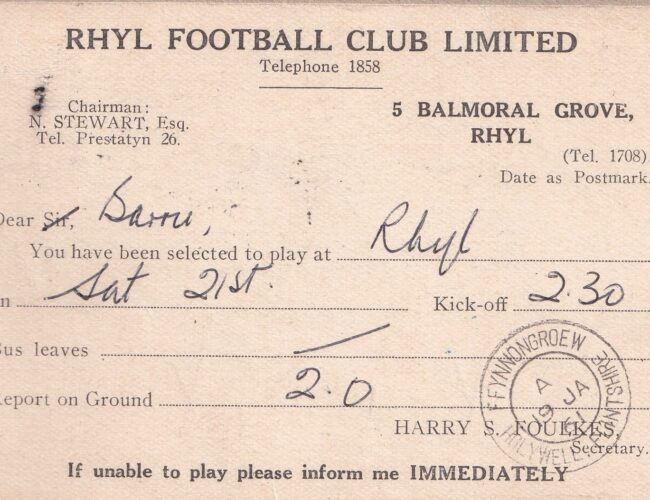 RHYL FOOTBALL CLUB LIMITED
Telephone 1858
Chairman:
N. STEWART, Esq.
Tel. Prestatyn 26.
5 BALMORAL GROVE,
RHYL
(Tel. 1708)
Date as Postmark.
Dear Sir, Barrie,
You have been selected to play at Rhyl
on Sat 21st. Kick-off 2.30
Bus leaves —
Report on Ground 2.0
HARRY S. FOULKES,
Secretary.
If unable to play please inform me IMMEDIATELY
FFYNNONGROEW
HOLYWELL FLINTSHIRE
A
19 JA
61